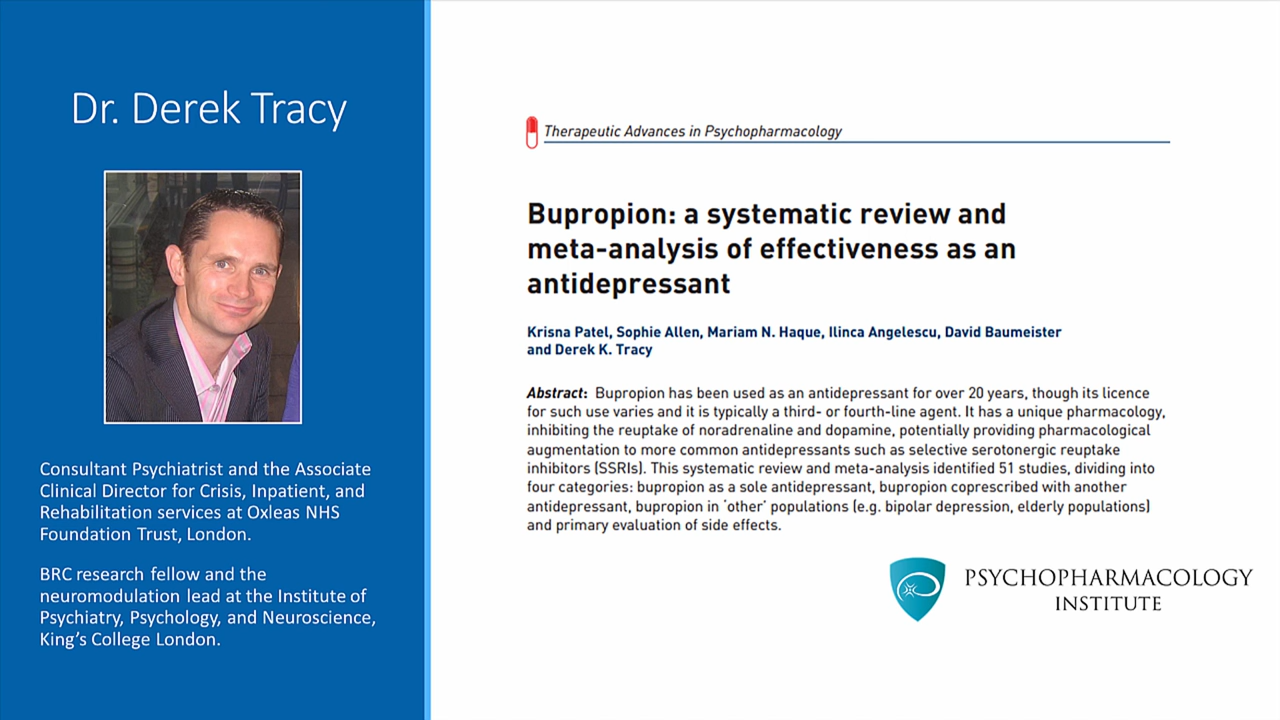 Dr. Derek Tracy
Consultant Psychiatrist and the Associate
Clinical Director for Crisis, Inpatient, and
Rehabilitation services at Oxleas NHS
Foundation Trust, London.
BRC research fellow and the
neuromodulation lead at the Institute of
Psychiatry, Psychology, and Neuroscience,
King's College London.
Therapeutic Advances in Psychopharmacology
Bupropion: a systematic review and
meta-analysis of effectiveness as an
antidepressant
Krisna Patel, Sophie Allen, Mariam N. Haque, Ilinca Angelescu, David Baumeister
and Derek K. Tracy
Abstract: Bupropion has been used as an antidepressant for over 20 years, though its licence
for such use varies and it is typically a third- or fourth-line agent. It has a unique pharmacology,
inhibiting the reuptake of noradrenaline and dopamine, potentially providing pharmacological
augmentation to more common antidepressants such as selective serotonergic reuptake
inhibitors (SSRIs). This systematic review and meta-analysis identified 51 studies, dividing into
four categories: bupropion as a sole antidepressant, bupropion coprescribed with another
antidepressant, bupropion in 'other' populations (e.g. bipolar depression, elderly populations)
and primary evaluation of side effects.
PSYCHOPHARMACOLOGY
INSTITUTE